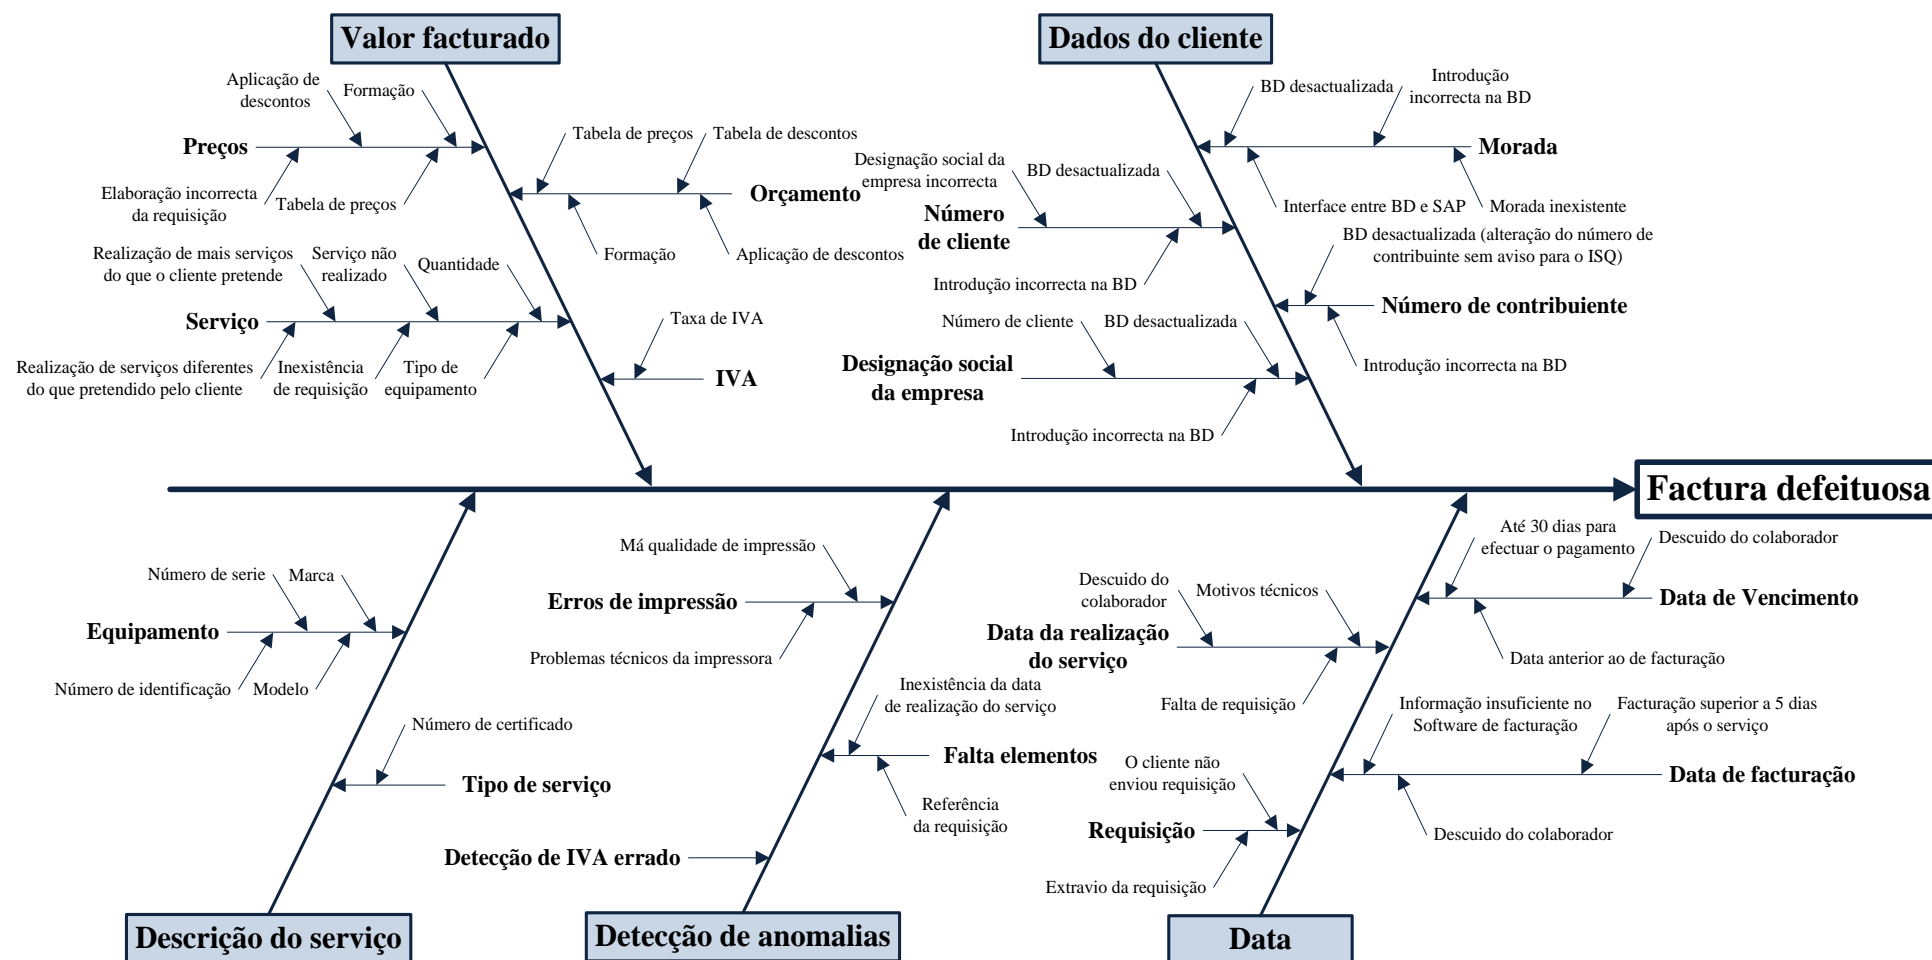 Valor facturado
Aplicação de
descontos
Formação
Preços
Elaboração incorrecta
da requisição
Tabela de preços
Tabela de preços
Tabela de descontos
Orçamento
Formação
Aplicação de descontos
Realização de mais serviços
do que o cliente pretende
Serviço não
realizado
Quantidade
Serviço
Realização de serviços diferentes
do que pretendido pelo cliente
Inexistência
de requisição
Tipo de
equipamento
Taxa de IVA
IVA
Dados do cliente
BD desactualizada
Introdução
incorrecta na BD
Morada
Interface entre BD e SAP
Morada inexistente
Designação social da
empresa incorrecta
BD desactualizada
Número
de cliente
Introdução incorrecta na BD
BD desactualizada (alteração do número de
contribuinte sem aviso para o ISQ)
Número de contribuiente
Introdução incorrecta na BD
Número de cliente
BD desactualizada
Designação social
da empresa
Introdução incorrecta na BD
Factura defeituosa
Número de serie
Marca
Equipamento
Número de identificação
Modelo
Número de certificado
Tipo de serviço
Descrição do serviço
Má qualidade de impressão
Erros de impressão
Problemas técnicos da impressora
Inexistência da data
de realização do serviço
Falta elementos
Referência
da requisição
Detecção de IVA errado
Detecção de anomalias
Até 30 dias para
efectuar o pagamento
Descuido do colaborador
Data de Vencimento
Data anterior ao de facturação
Descuido do
colaborador
Motivos técnicos
Data da realização
do serviço
Falta de requisição
Informação insuficiente no
Software de facturação
Facturação superior a 5 dias
após o serviço
Data de facturação
Descuido do colaborador
O cliente não
enviou requisição
Requisição
Extravio da requisição
Data